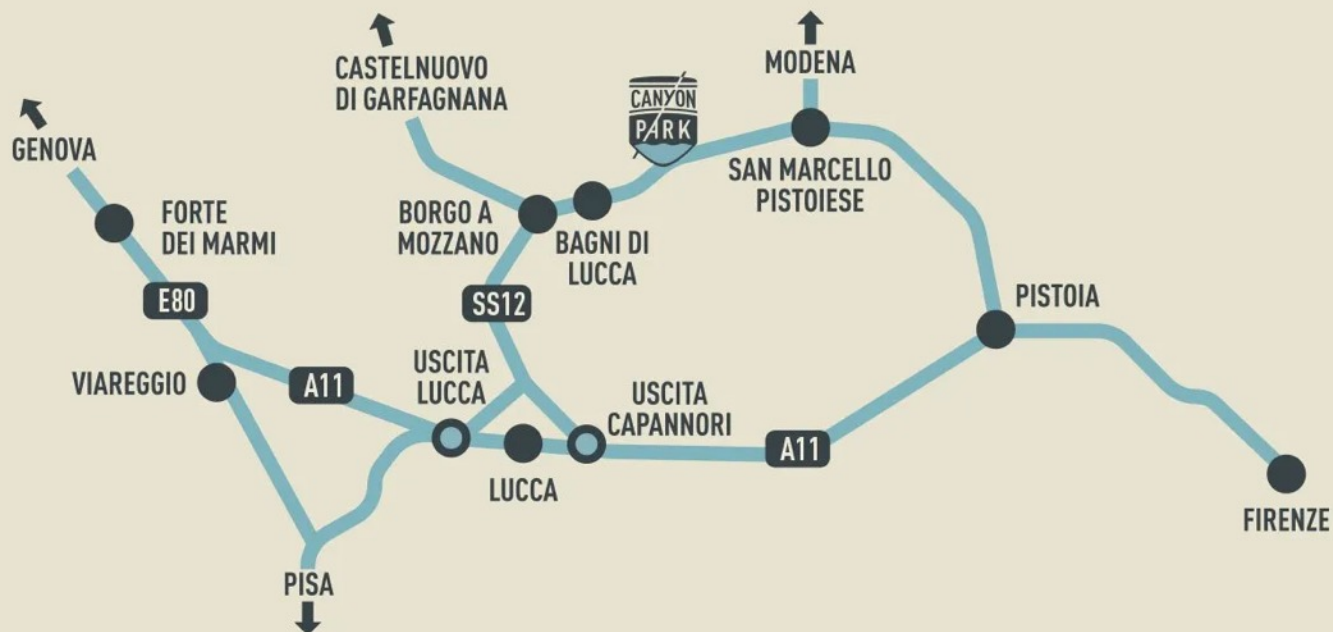 CASTELNUOVO
DI GARFAGNANA
MODENA
CANYON
PARK
GENOVA
SAN MARCELLO
PISTOIESE
FORTE
DEI MARMI
BORGO A
MOZZANO
BAGNI DI
LUCCA
E80
SS12
PISTOIA
VIAREGGIO
A11
USCITA
LUCCA
USCITA
CAPANNORI
A11
LUCCA
FIRENZE
PISA